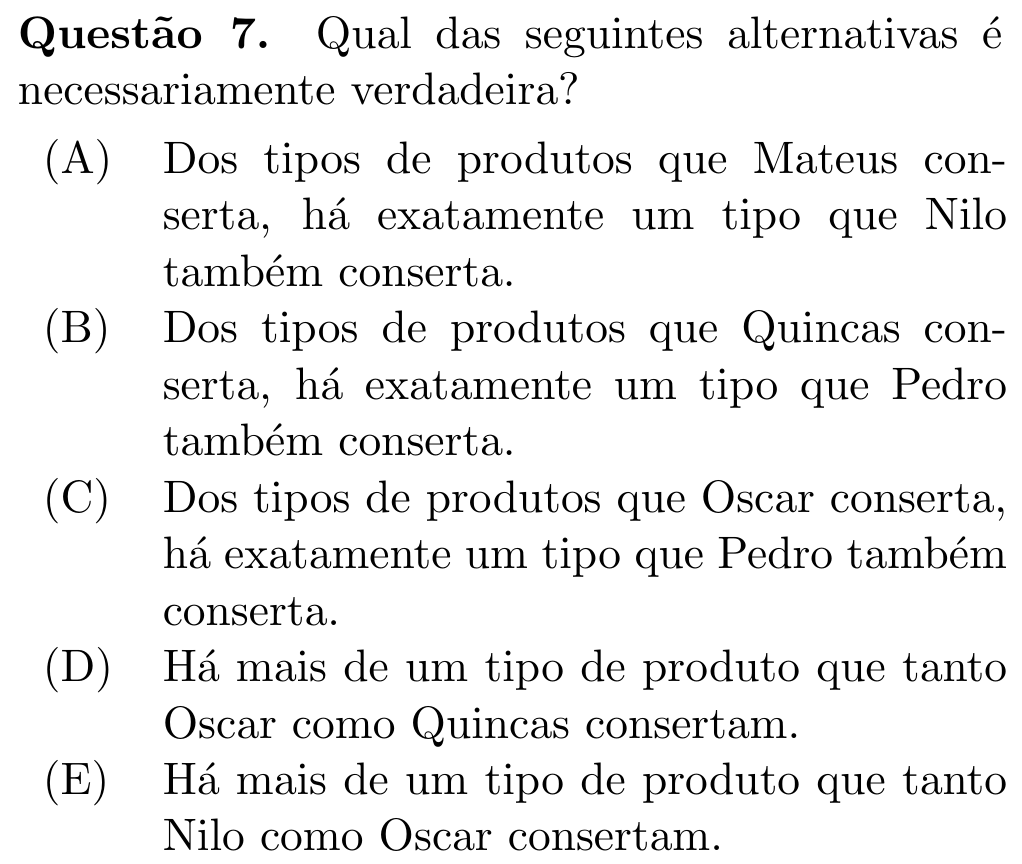 Questão 7. Qual das seguintes alternativas é
necessariamente verdadeira?
(A) Dos tipos de produtos que Mateus con-
serta, há exatamente um tipo que Nilo
também conserta.
(B) Dos tipos de produtos que Quincas con-
serta, há exatamente um tipo que Pedro
também conserta.
(C) Dos tipos de produtos que Oscar conserta,
há exatamente um tipo que Pedro também
conserta.
(D) Há mais de um tipo de produto que tanto
Oscar como Quincas consertam.
(E) Há mais de um tipo de produto que tanto
Nilo como Oscar consertam.